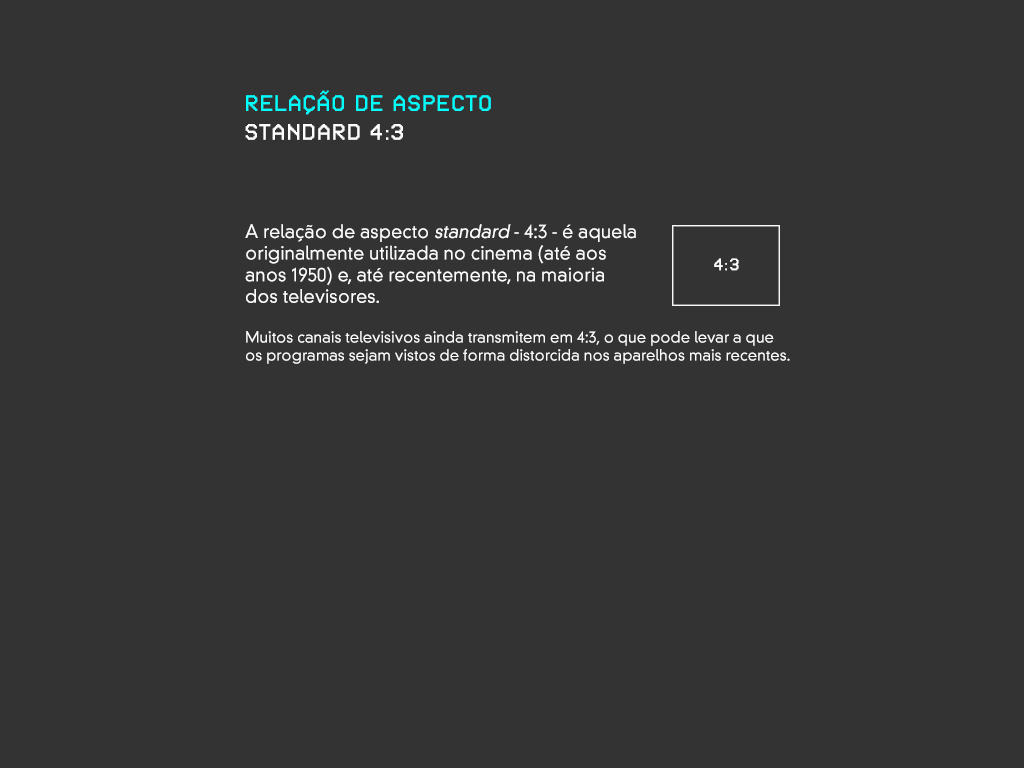 RELAÇÃO DE ASPECTO
STANDARD 4:3
A relação de aspecto standard - 4:3 - é aquela
originalmente utilizada no cinema (até aos
anos 1950) e, até recentemente, na maioria
dos televisores.
4:3
Muitos canais televisivos ainda transmitem em 4:3, o que pode levar a que
os programas sejam vistos de forma distorcida nos aparelhos mais recentes.